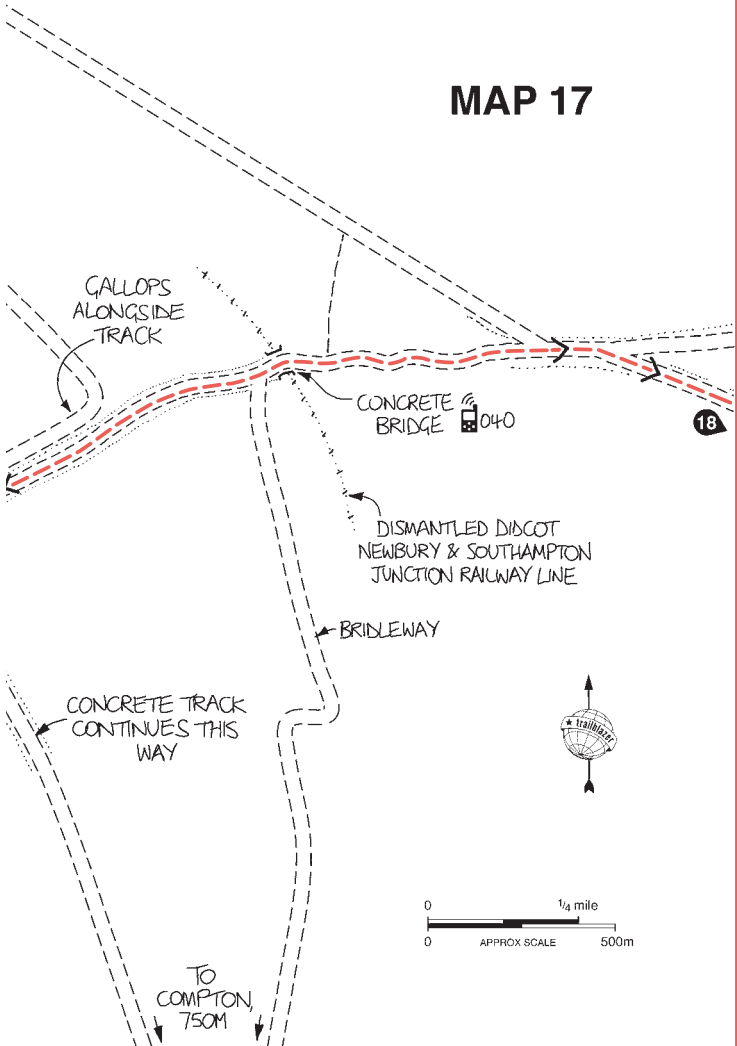 MAP 17
GALLOPS
ALONGSIDE
TRACK
CONCRETE
BRIDGE 040
18
DISMANTLED DIDCOT
NEWBURY & SOUTHAMPTON
JUNCTION RAILWAY LINE
BRIDLEWAY
CONCRETE TRACK
CONTINUES THIS
WAY
★ trailblazer
0 1/4 mile
0 APPROX SCALE 500m
TO
COMPTON,
750M